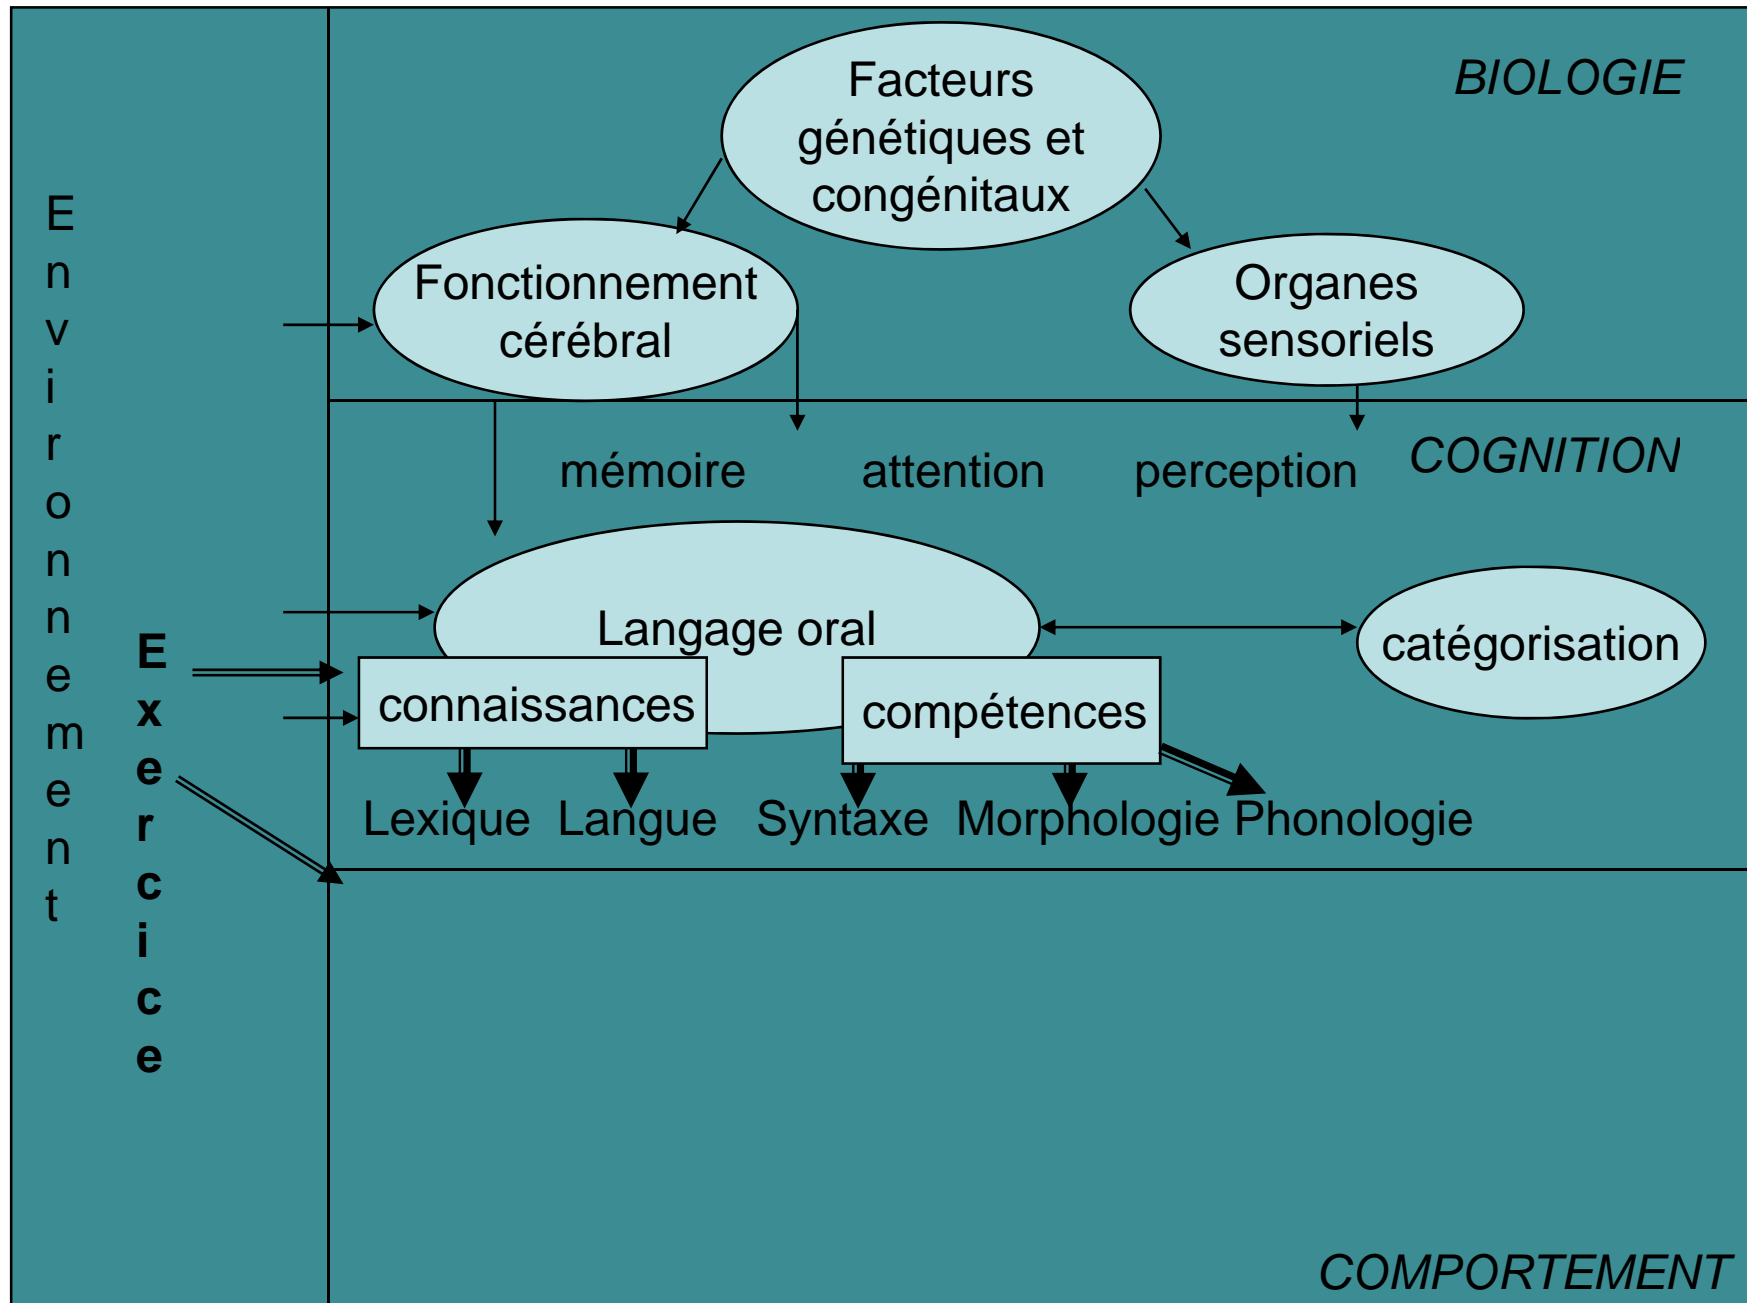 Environnement
Exercice
BIOLOGIE
Facteurs
génétiques et
congénitaux
Fonctionnement
cérébral
Organes
sensoriels
COGNITION
mémoire attention perception
Langage oral
catégorisation
connaissances
compétences
Lexique Langue Syntaxe Morphologie Phonologie
COMPORTEMENT